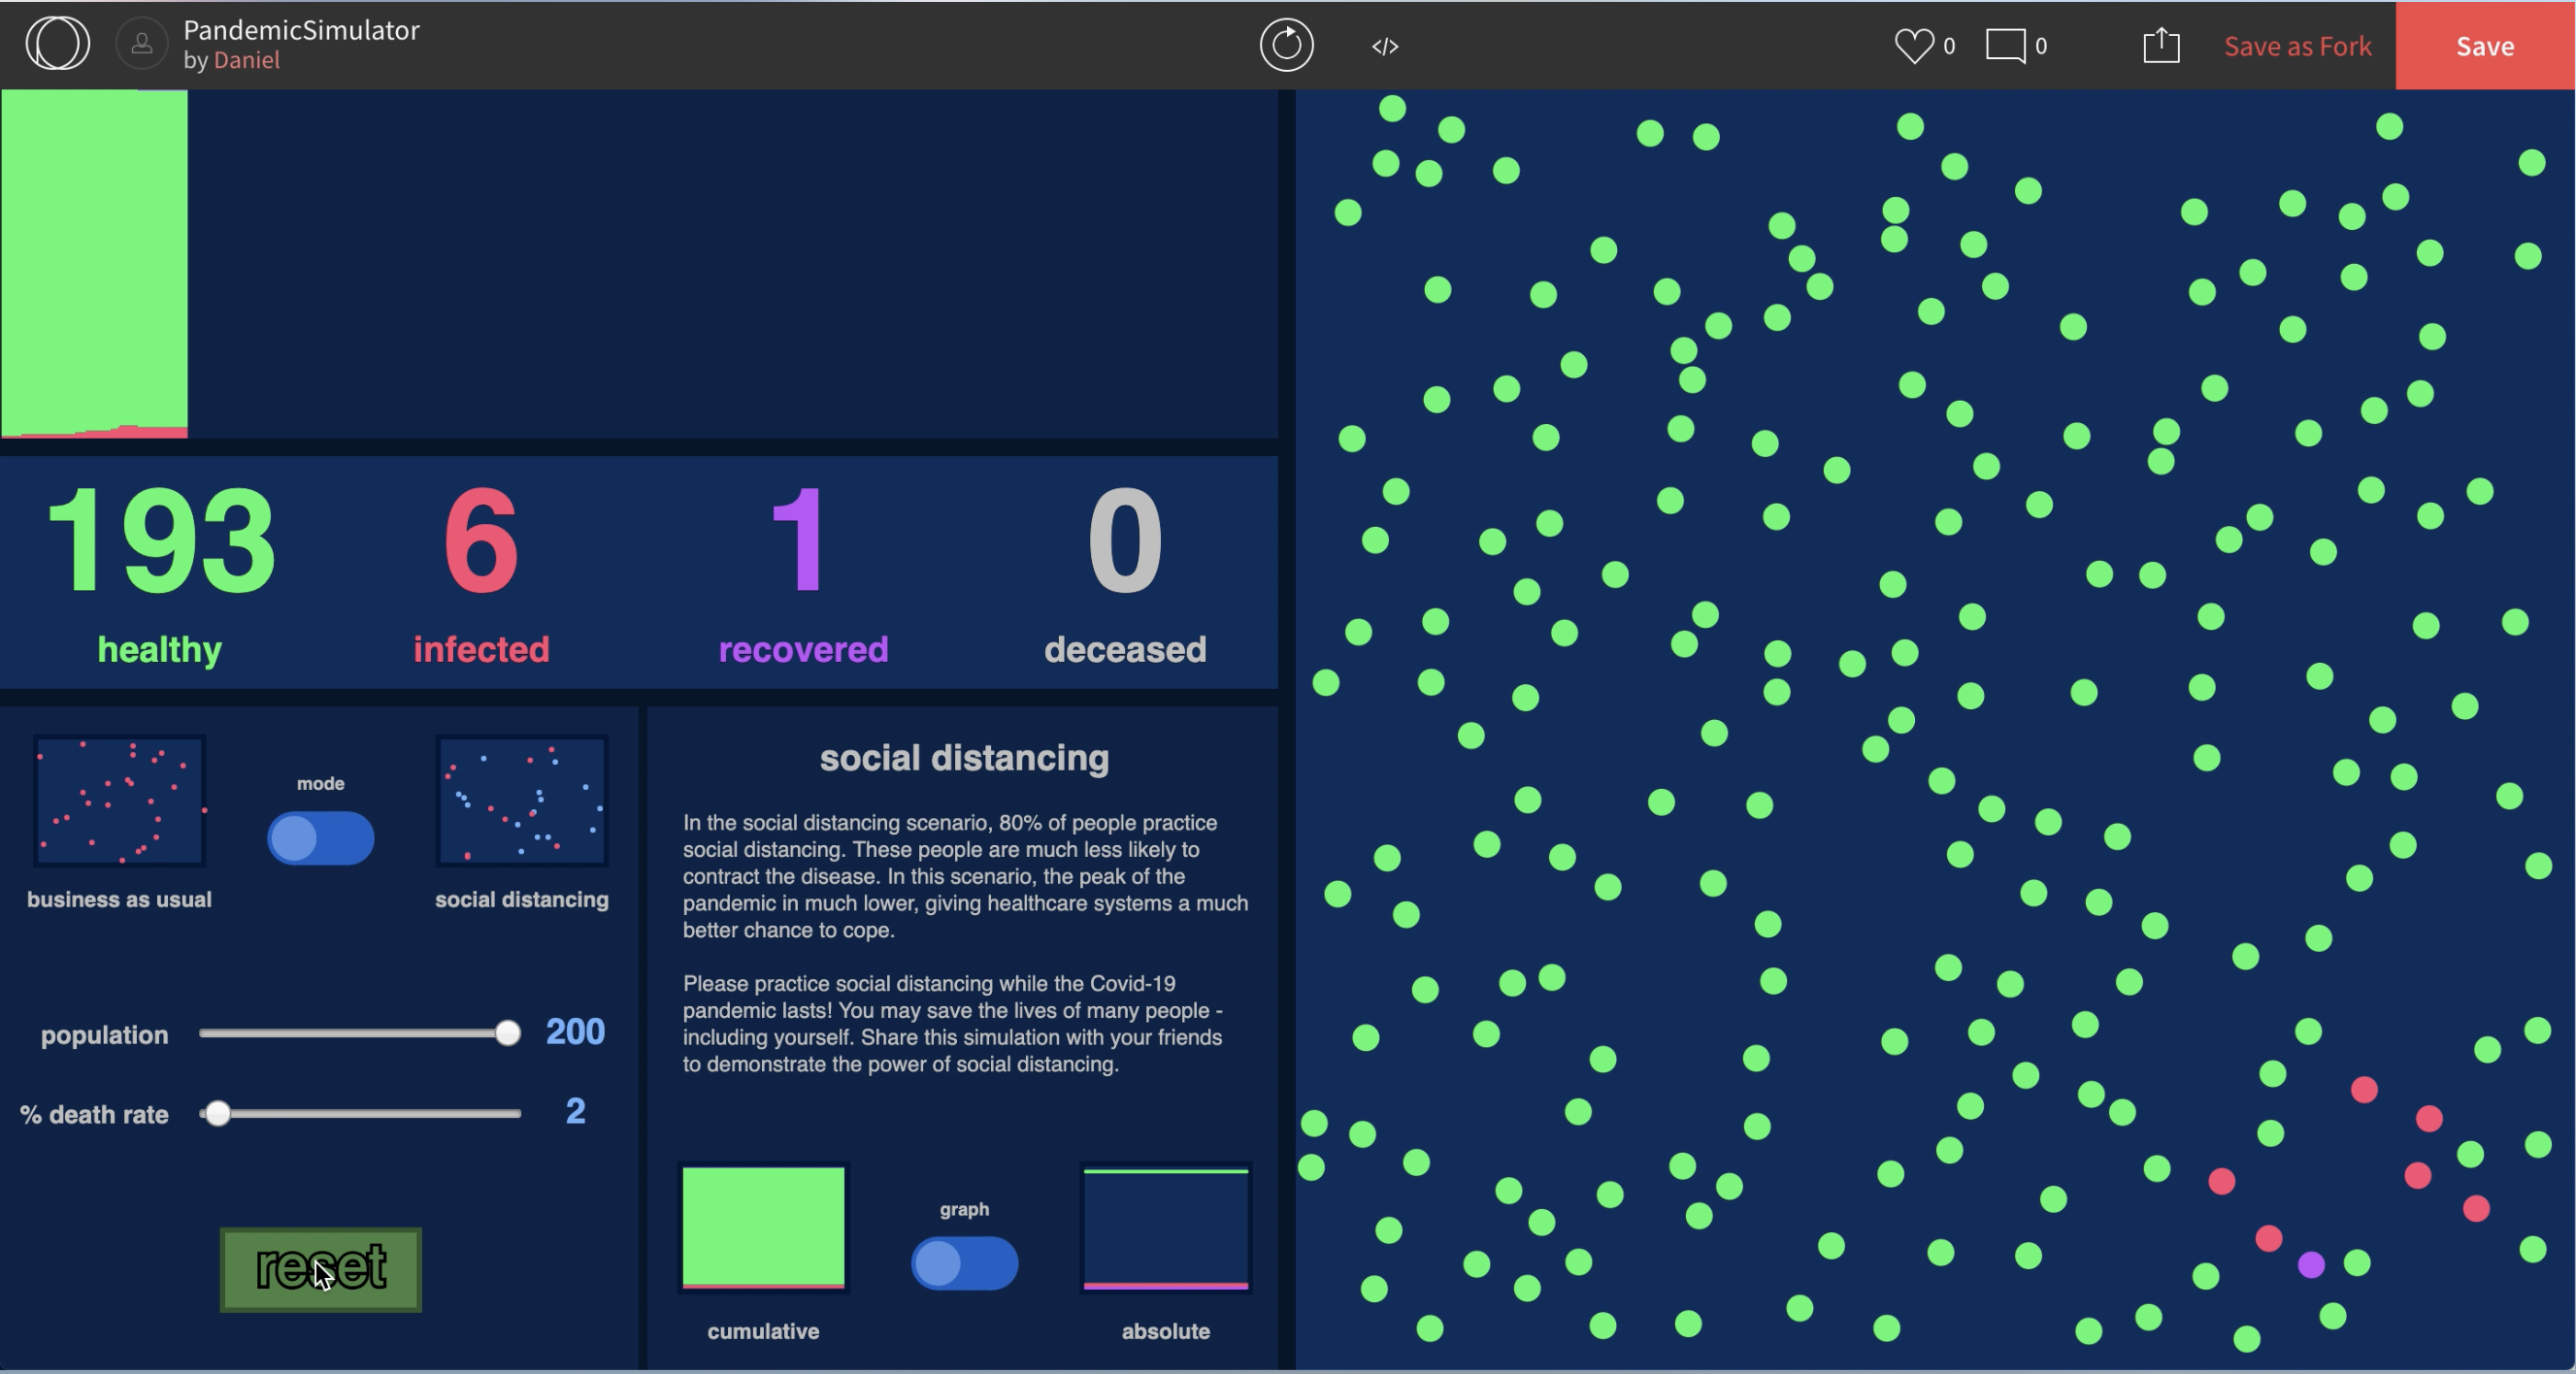 PandemicSimulator
by Daniel
</>
0
0
Save as Fork
Save
193
6
1
0
healthy
infected
recovered
deceased
mode
business as usual
social distancing
population
200
% death rate
2
reset
social distancing
In the social distancing scenario, 80% of people practice
social distancing. These people are much less likely to
contract the disease. In this scenario, the peak of the
pandemic in much lower, giving healthcare systems a much
better chance to cope.
Please practice social distancing while the Covid-19
pandemic lasts! You may save the lives of many people -
including yourself. Share this simulation with your friends
to demonstrate the power of social distancing.
graph
cumulative
absolute